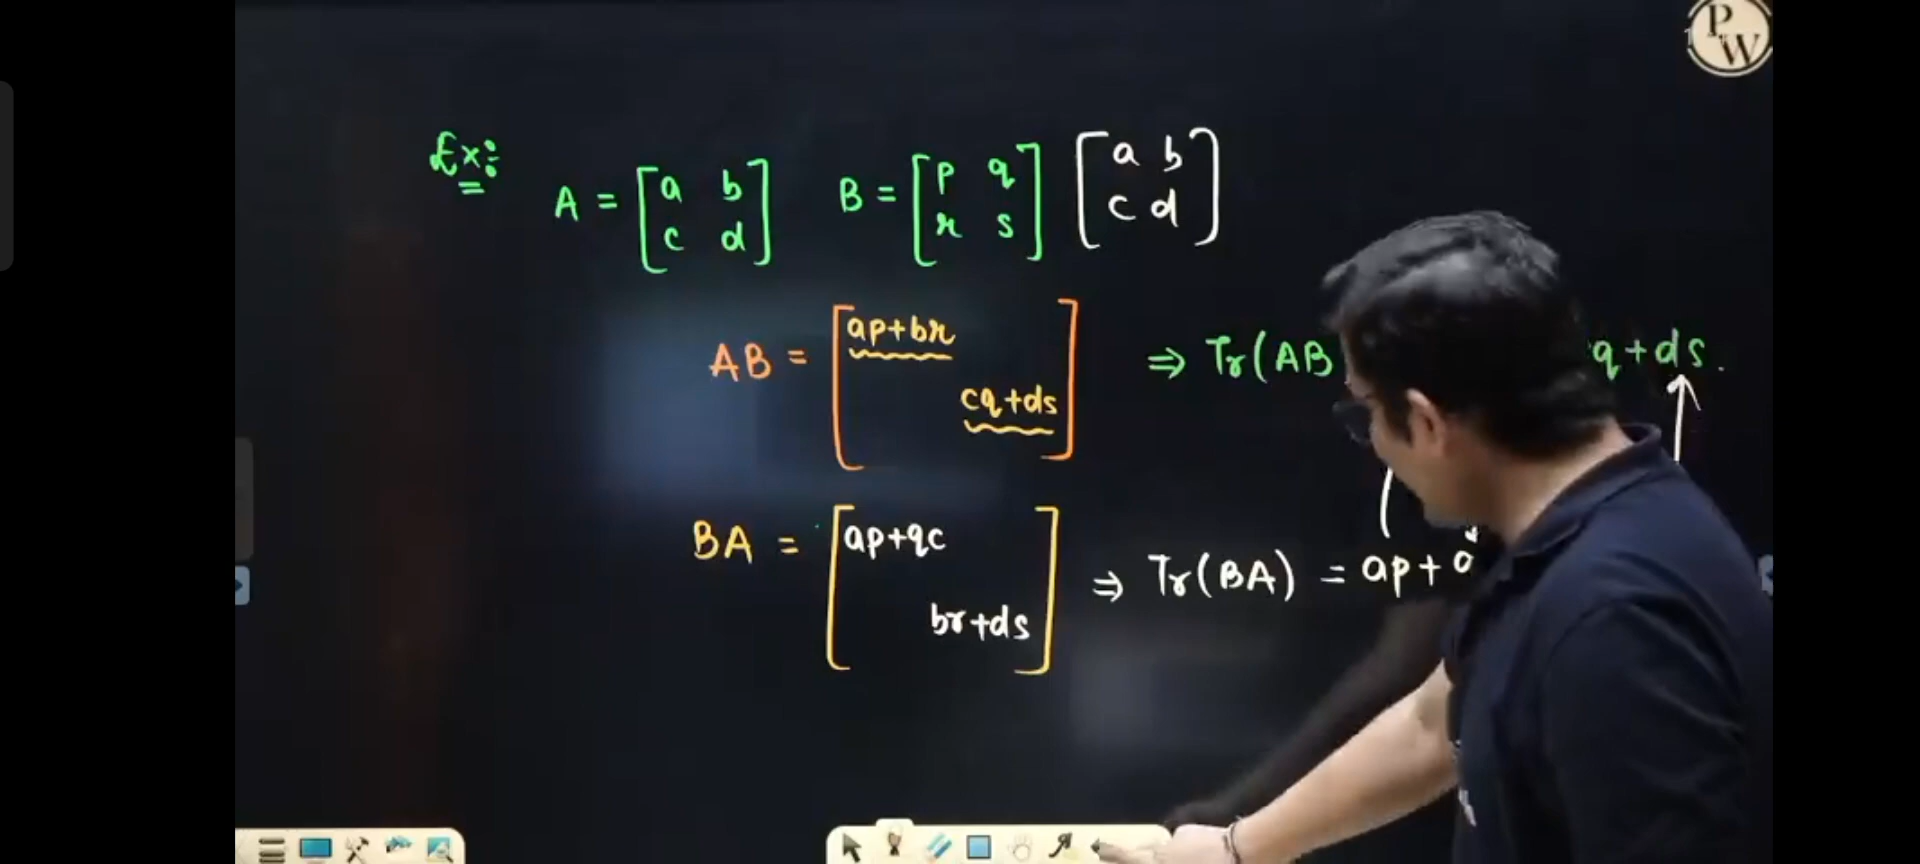 PW
Ex:
A = [a b
c d] B = [p q
r s] [a b
c d]
AB = [ap+br
cq+ds] ⇒ Tr(AB q+ds.
BA = [ap+qc
br+ds] ⇒ Tr(BA) = ap+